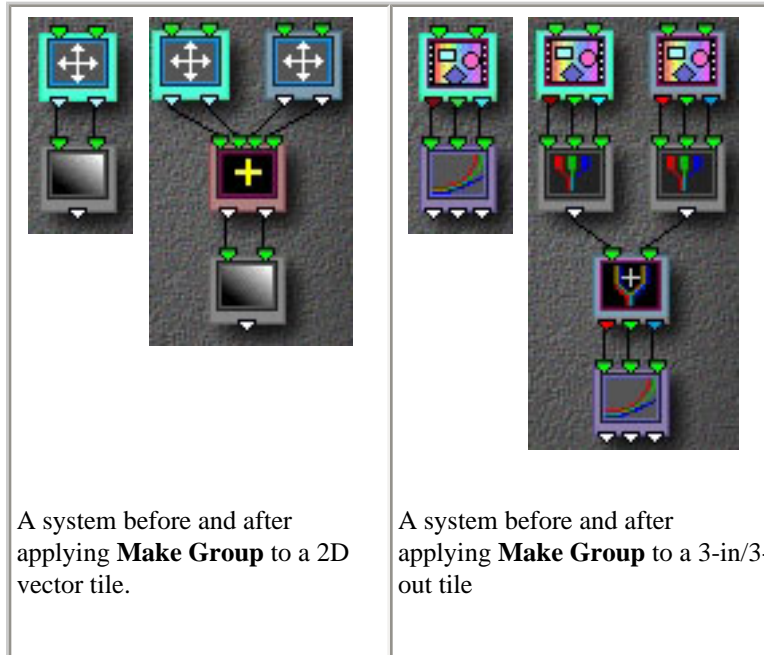 A system before and after
applying Make Group to a 2D
vector tile.
A system before and after
applying Make Group to a 3-in/3-
out tile